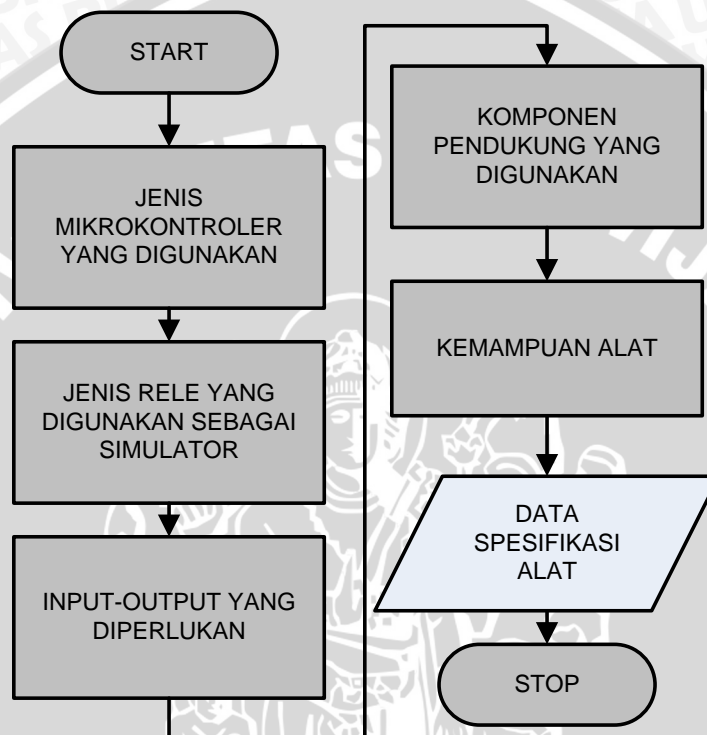 START
JENIS
MIKROKONTROLER
YANG DIGUNAKAN
JENIS RELE YANG
DIGUNAKAN SEBAGAI
SIMULATOR
INPUT-OUTPUT YANG
DIPERLUKAN
KOMPONEN
PENDUKUNG YANG
DIGUNAKAN
KEMAMPUAN ALAT
DATA
SPESIFIKASI
ALAT
STOP